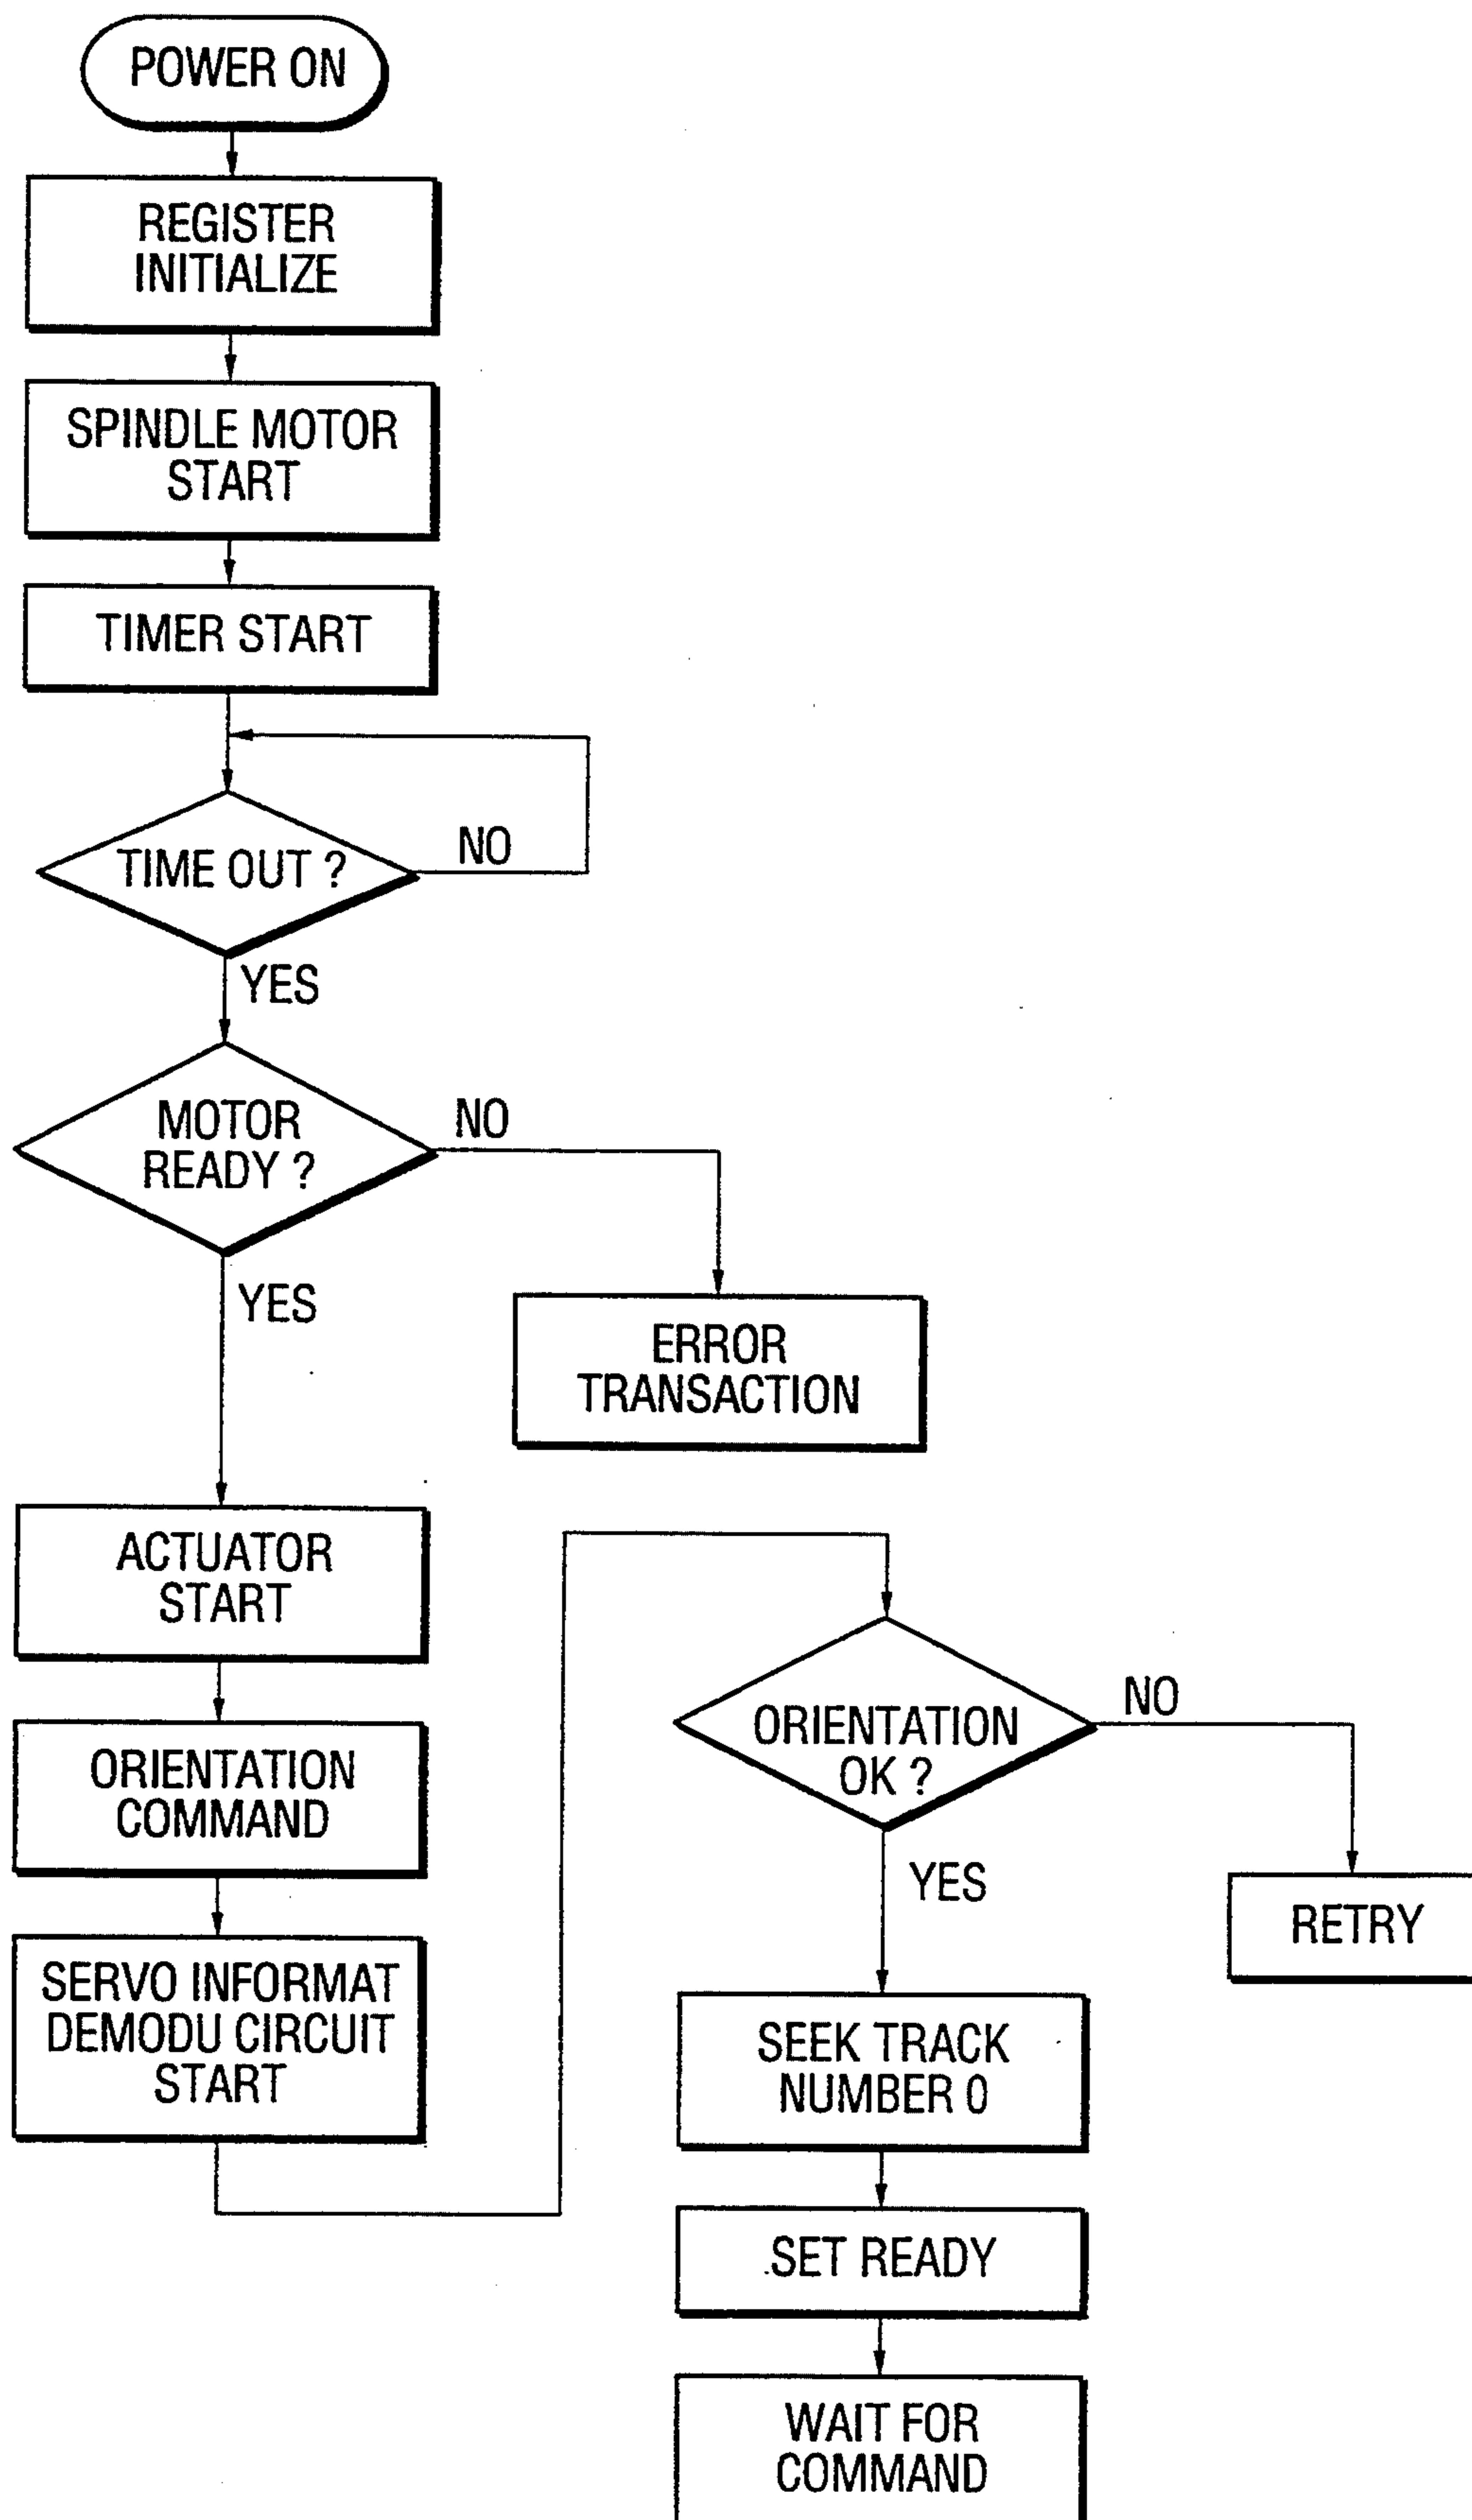 POWER ON
REGISTER
INITIALIZE
SPINDLE MOTOR
START
TIMER START
TIME OUT ?
NO
YES
MOTOR
READY ?
NO
YES
ERROR
TRANSACTION
ACTUATOR
START
ORIENTATION
COMMAND
SERVO INFORMAT
DEMODU CIRCUIT
START
ORIENTATION
OK ?
NO
YES
RETRY
SEEK TRACK
NUMBER 0
SET READY
WAIT FOR
COMMAND